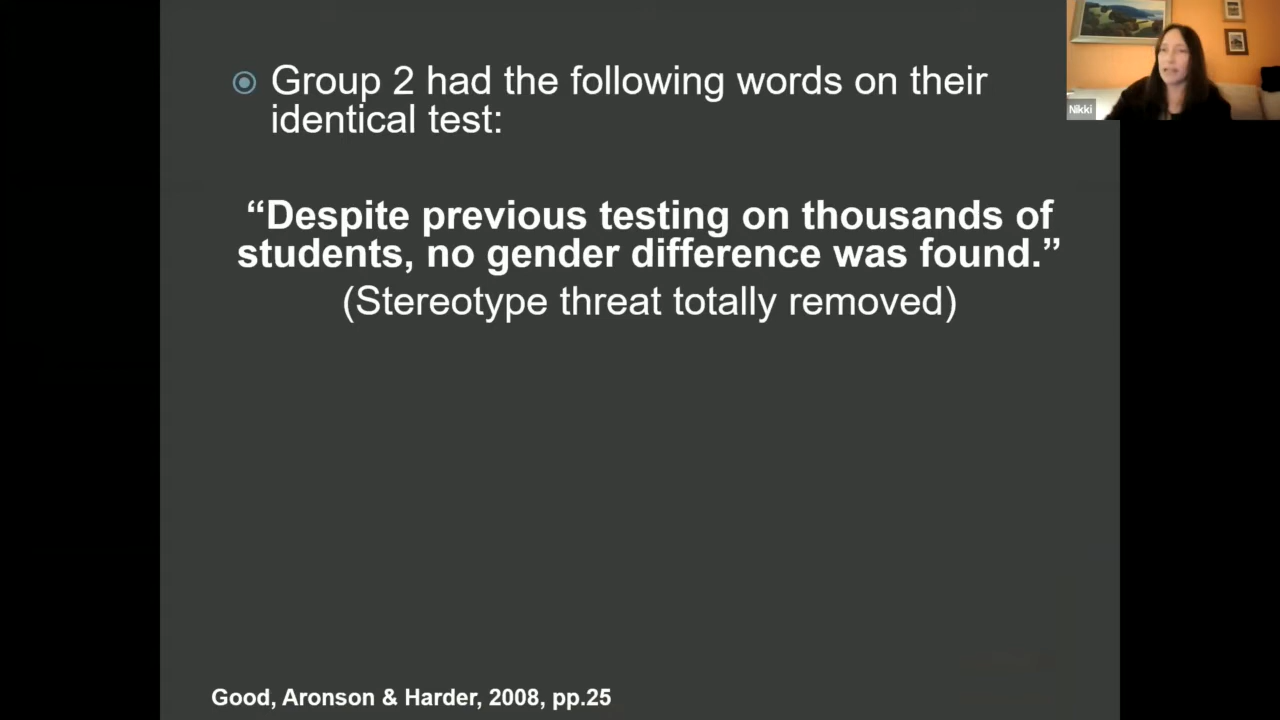 Group 2 had the following words on their
identical test:
“Despite previous testing on thousands of
students, no gender difference was found.”
(Stereotype threat totally removed)
Good, Aronson & Harder, 2008, pp.25
Nikki